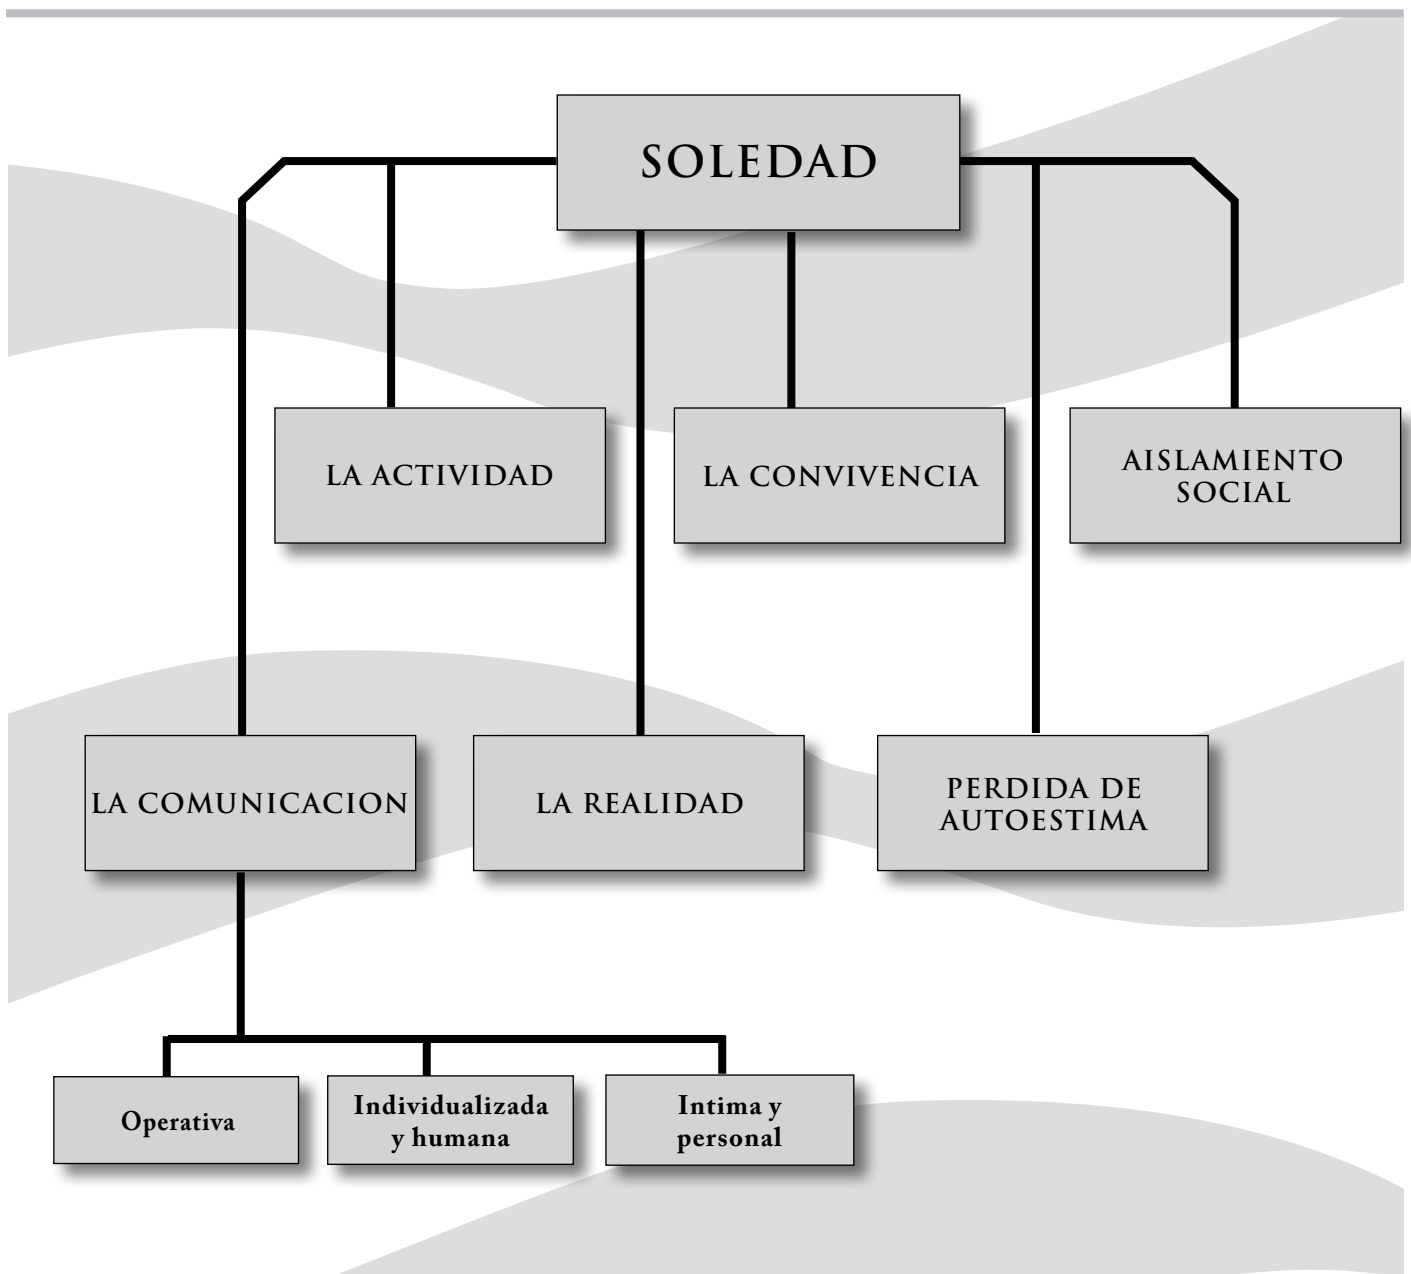 SOLEDAD
LA ACTIVIDAD
LA CONVIVENCIA
AISLAMIENTO
SOCIAL
LA COMUNICACION
LA REALIDAD
PERDIDA DE
AUTOESTIMA
Operativa
Individualizada
y humana
Intima y
personal